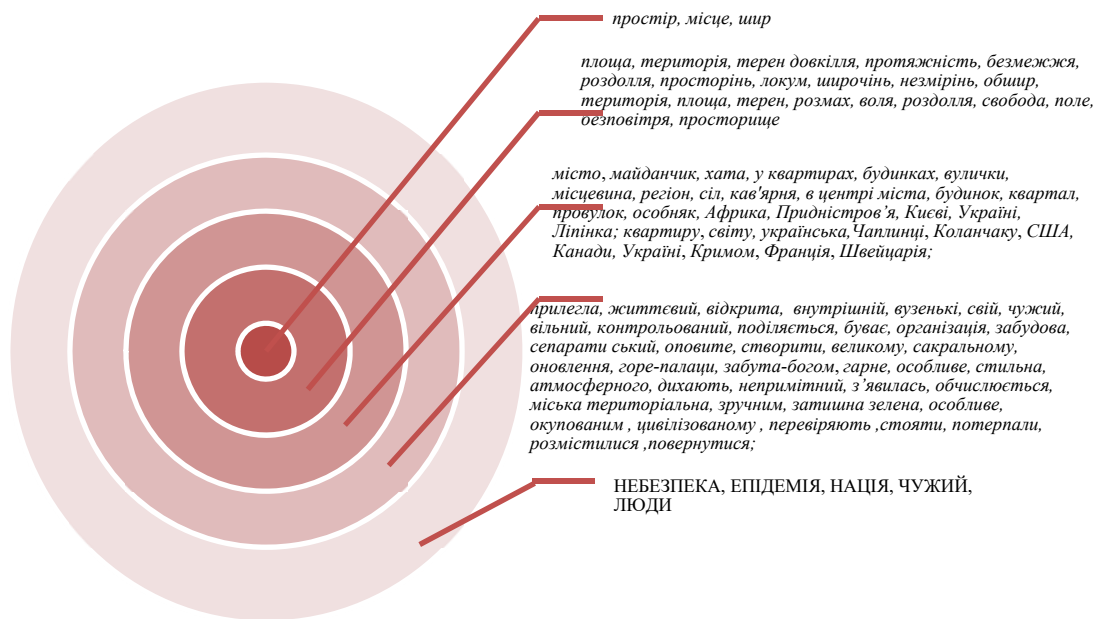 простір, місце, шир
площа, територія, терен довкілля, протяжність, безмежжя,
роздолля, просторінь, локум, широчінь, незмірінь, обшир,
територія, площа, терен, розмах, воля, роздолля, свобода, поле,
безповітря, просторище
місто, майданчик, хата, у квартирах, будинках, вулички,
місцевина, регіон, сіл, кав'ярня, в центрі міста, будинок, квартал,
провулок, особняк, Африка, Придністров’я, Києві, Україні,
Ліпінка; квартиру, світу, українська,Чаплинці, Коланчаку, США,
Канади, Україні, Кримом, Франція, Швейцарія;
прилегла, життєвий, відкрита, внутрішній, вузенькі, свій, чужий,
вільний, контрольований, поділяється, буває, організація, забудова,
сепарати ський, оповите, створити, великому, сакральному,
оновлення, горе-палаци, забута-богом, гарне, особливе, стильна,
атмосферного, дихають, непримітний, з’явилась, обчислюється,
міська територіальна, зручним, затишна зелена, особливе,
окупованим , цивілізованому , перевіряють ,стояти, потерпали,
розмістилися ,повернутися;
НЕБЕЗПЕКА, ЕПІДЕМІЯ, НАЦІЯ, ЧУЖИЙ,
ЛЮДИ